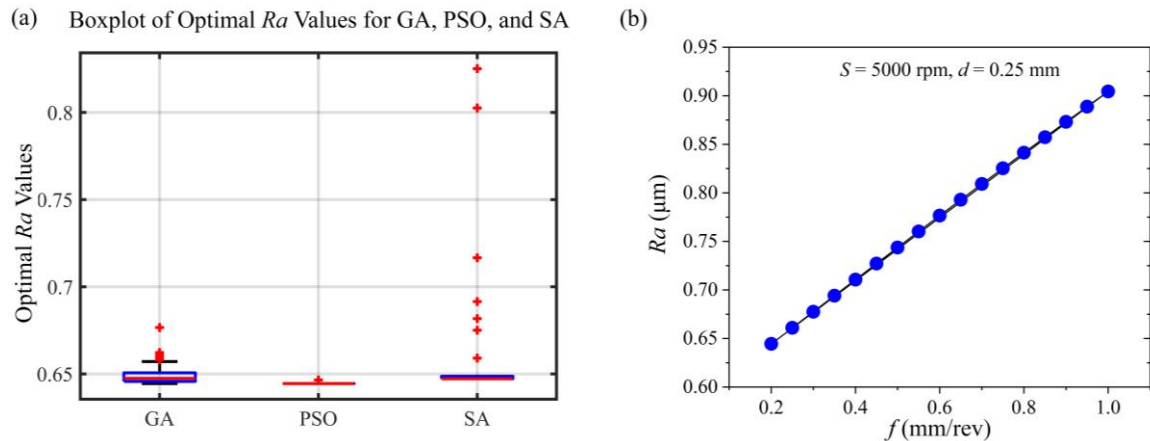 (a) Boxplot of Optimal Ra Values for GA, PSO, and SA
Optimal Ra Values
0.8
0.75
0.7
0.65
GA PSO SA
(b)
S = 5000 rpm, d = 0.25 mm
Ra (μm)
0.95
0.90
0.85
0.80
0.75
0.70
0.65
0.60
0.2 0.4 0.6 0.8 1.0
f (mm/rev)